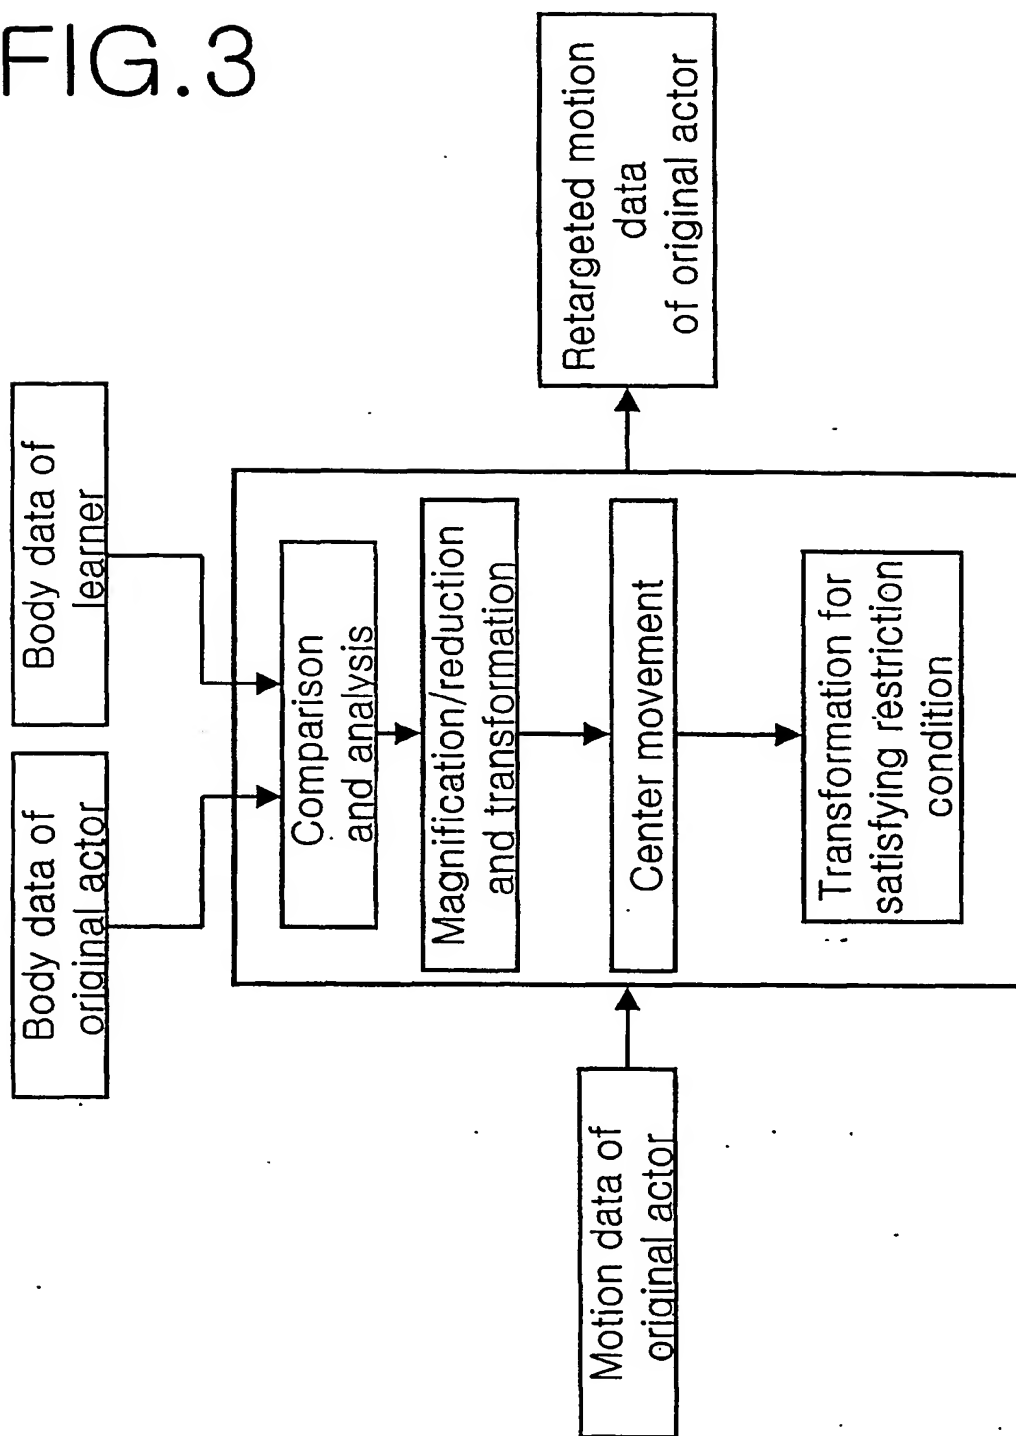 FIG.3
Body data of
original actor
Body data of
learner
Comparison
and analysis
Magnification/reduction
and transformation
Center movement
Transformation for
satisfying restriction
condition
Motion data of
original actor
Retargeted motion
data
of original actor